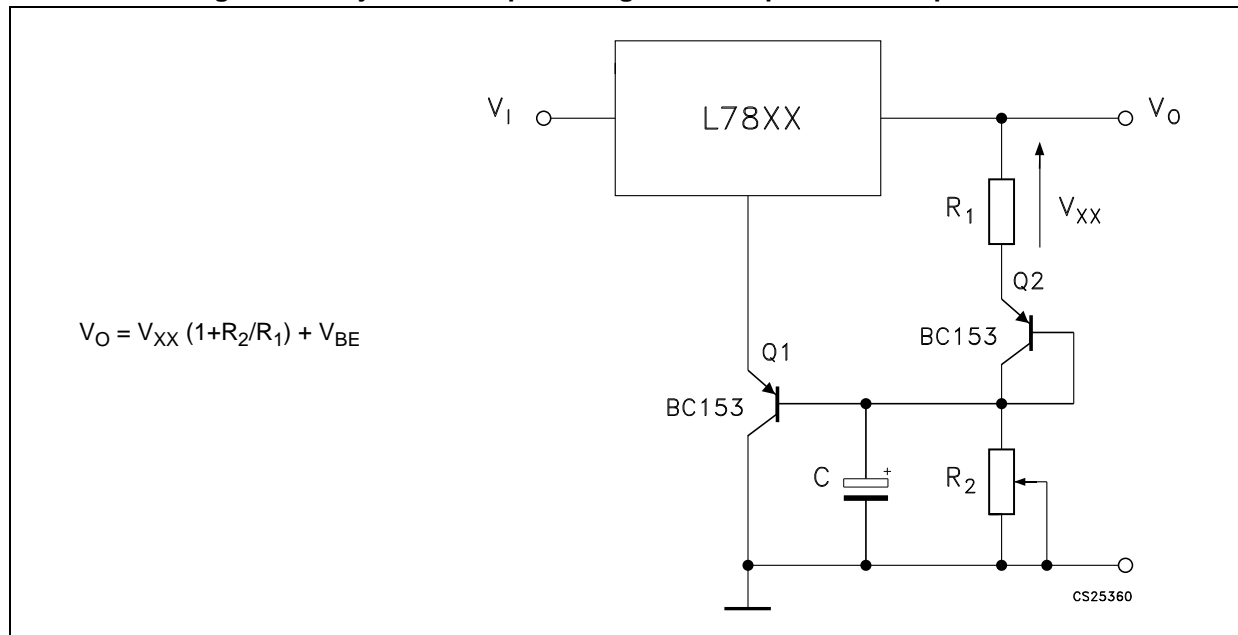 L78XX
V_I
V_O
R_1
V_XX
Q2
BC153
V_O = V_XX (1+R_2/R_1) + V_BE
Q1
BC153
C
+
R_2
CS25360